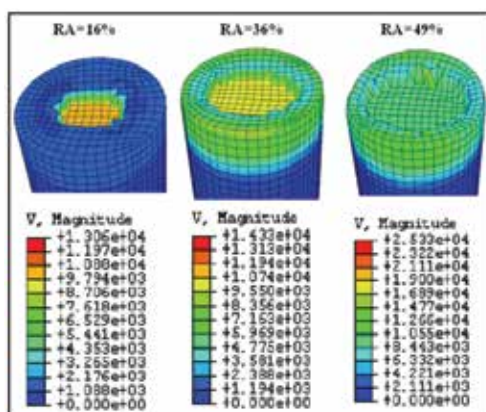 RA=16%
RA=36%
RA=49%
V, Magnitude
+1.306e+04
+1.197e+04
+1.088e+04
+9.794e+03
+8.706e+03
+7.618e+03
+6.529e+03
+5.441e+03
+4.353e+03
+3.265e+03
+2.176e+03
+1.088e+03
+0.000e+00
V, Magnitude
+1.433e+04
+1.313e+04
+1.194e+04
+1.074e+04
+9.550e+03
+8.356e+03
+7.163e+03
+5.969e+03
+4.775e+03
+3.581e+03
+2.388e+03
+1.194e+03
+0.000e+00
V, Magnitude
+2.533e+04
+2.322e+04
+2.111e+04
+1.900e+04
+1.689e+04
+1.477e+04
+1.266e+04
+1.055e+04
+8.443e+03
+6.332e+03
+4.221e+03
+2.111e+03
+0.000e+00